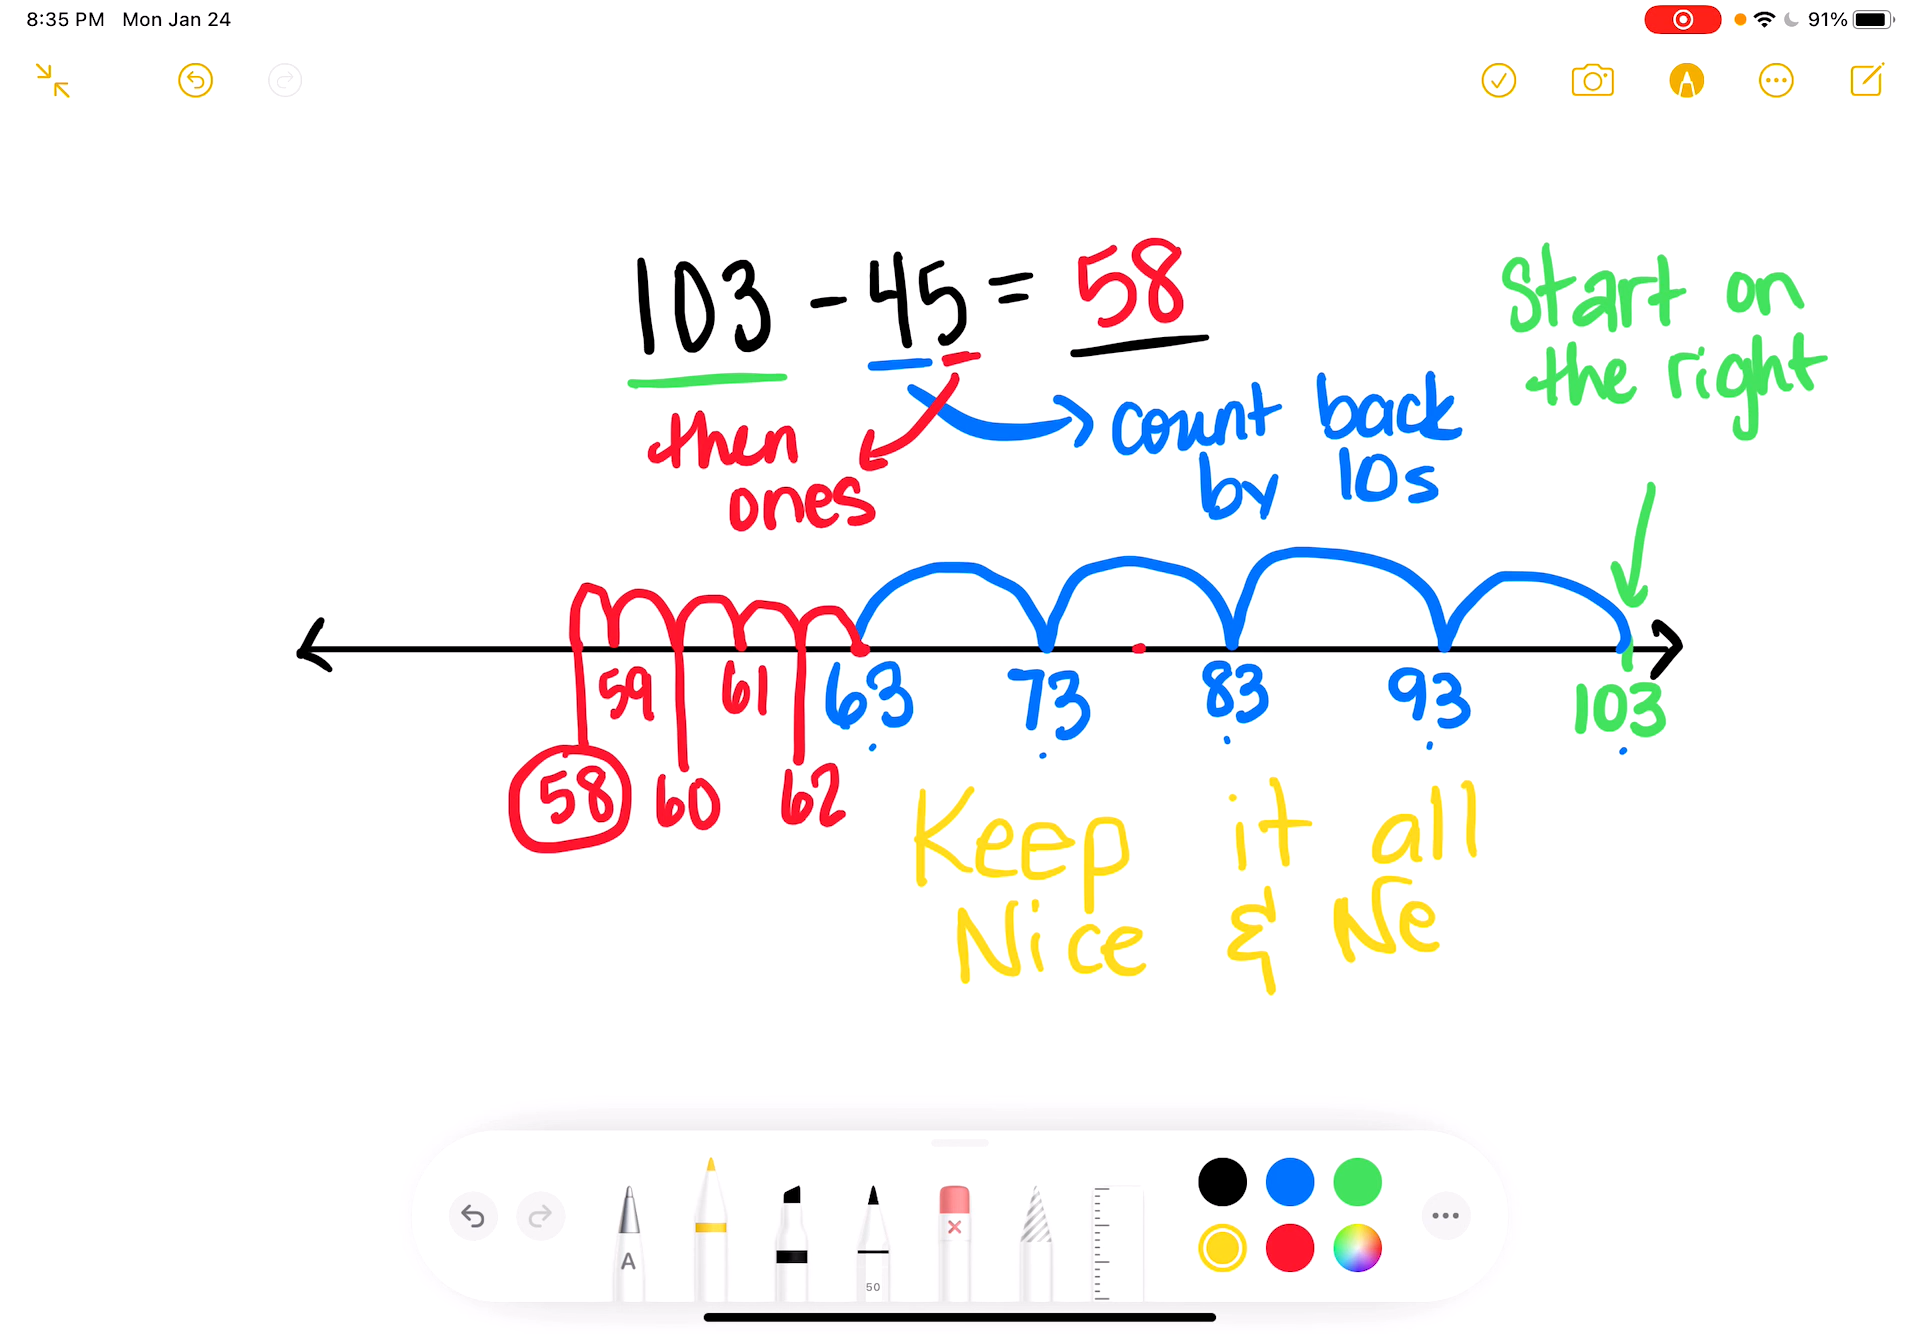 8:35 PM Mon Jan 24
91%
103 - 45 = 58
Start on
the right
then
ones
count back
by 10s
59 61 63 73 83 93 103
58 60 62
Keep it all
Nice & Ne
A
50